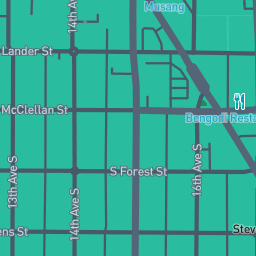 Musang
14th Ave S
Lander St
McClellan St
Bengodi Resta
13th Ave S
16th Ave S
S Forest St
14th Ave S
ens St
Stev